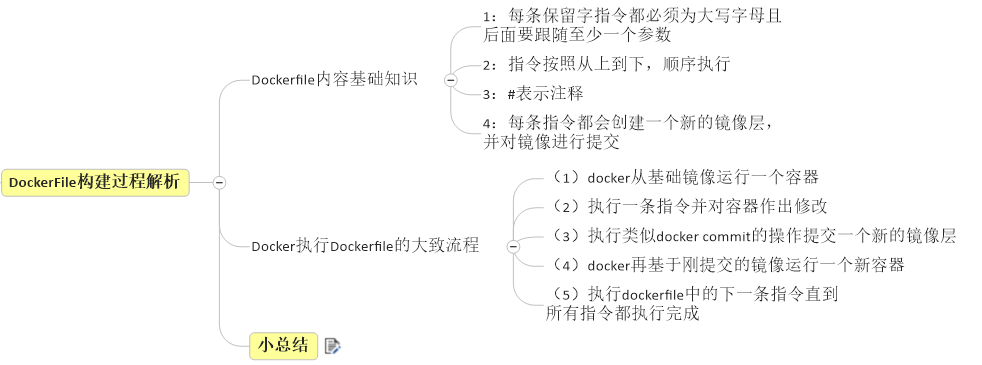 DockerFile构建过程解析
Dockerfile内容基础知识
1：每条保留字指令都必须为大写字母且
后面要跟随至少一个参数
2：指令按照从上到下，顺序执行
3：#表示注释
4：每条指令都会创建一个新的镜像层，
并对镜像进行提交
Docker执行Dockerfile的大致流程
（1）docker从基础镜像运行一个容器
（2）执行一条指令并对容器作出修改
（3）执行类似docker commit的操作提交一个新的镜像层
（4）docker再基于刚提交的镜像运行一个新容器
（5）执行dockerfile中的下一条指令直到
所有指令都执行完成
小总结